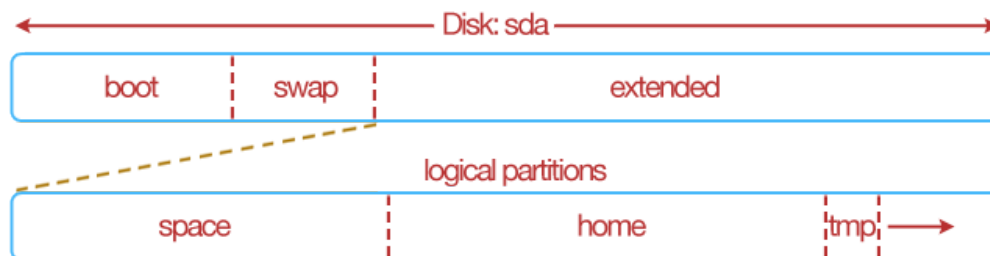 Disk: sda
boot swap extended
logical partitions
space home tmp